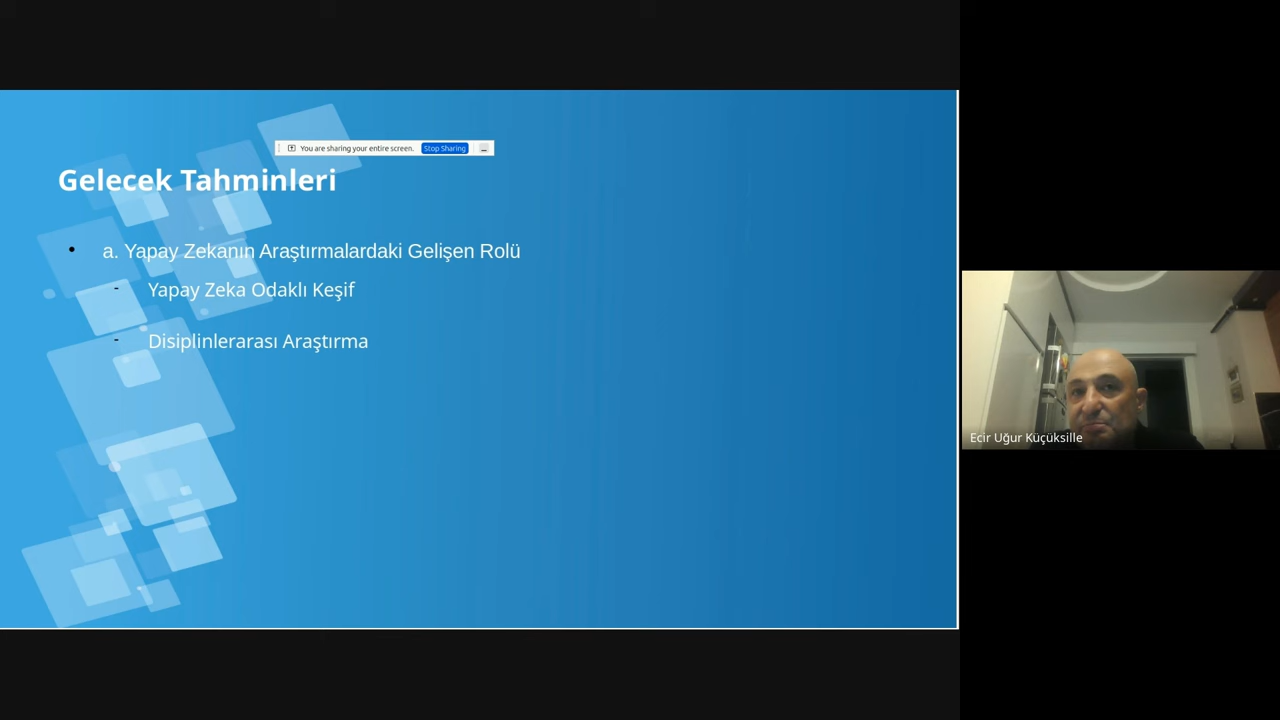 You are sharing your entire screen. Stop Sharing
Gelecek Tahminleri
• a. Yapay Zekanın Araştırmalardaki Gelişen Rolü
- Yapay Zeka Odaklı Keşif
- Disiplinlerarası Araştırma
Ecir Uğur Küçüksille